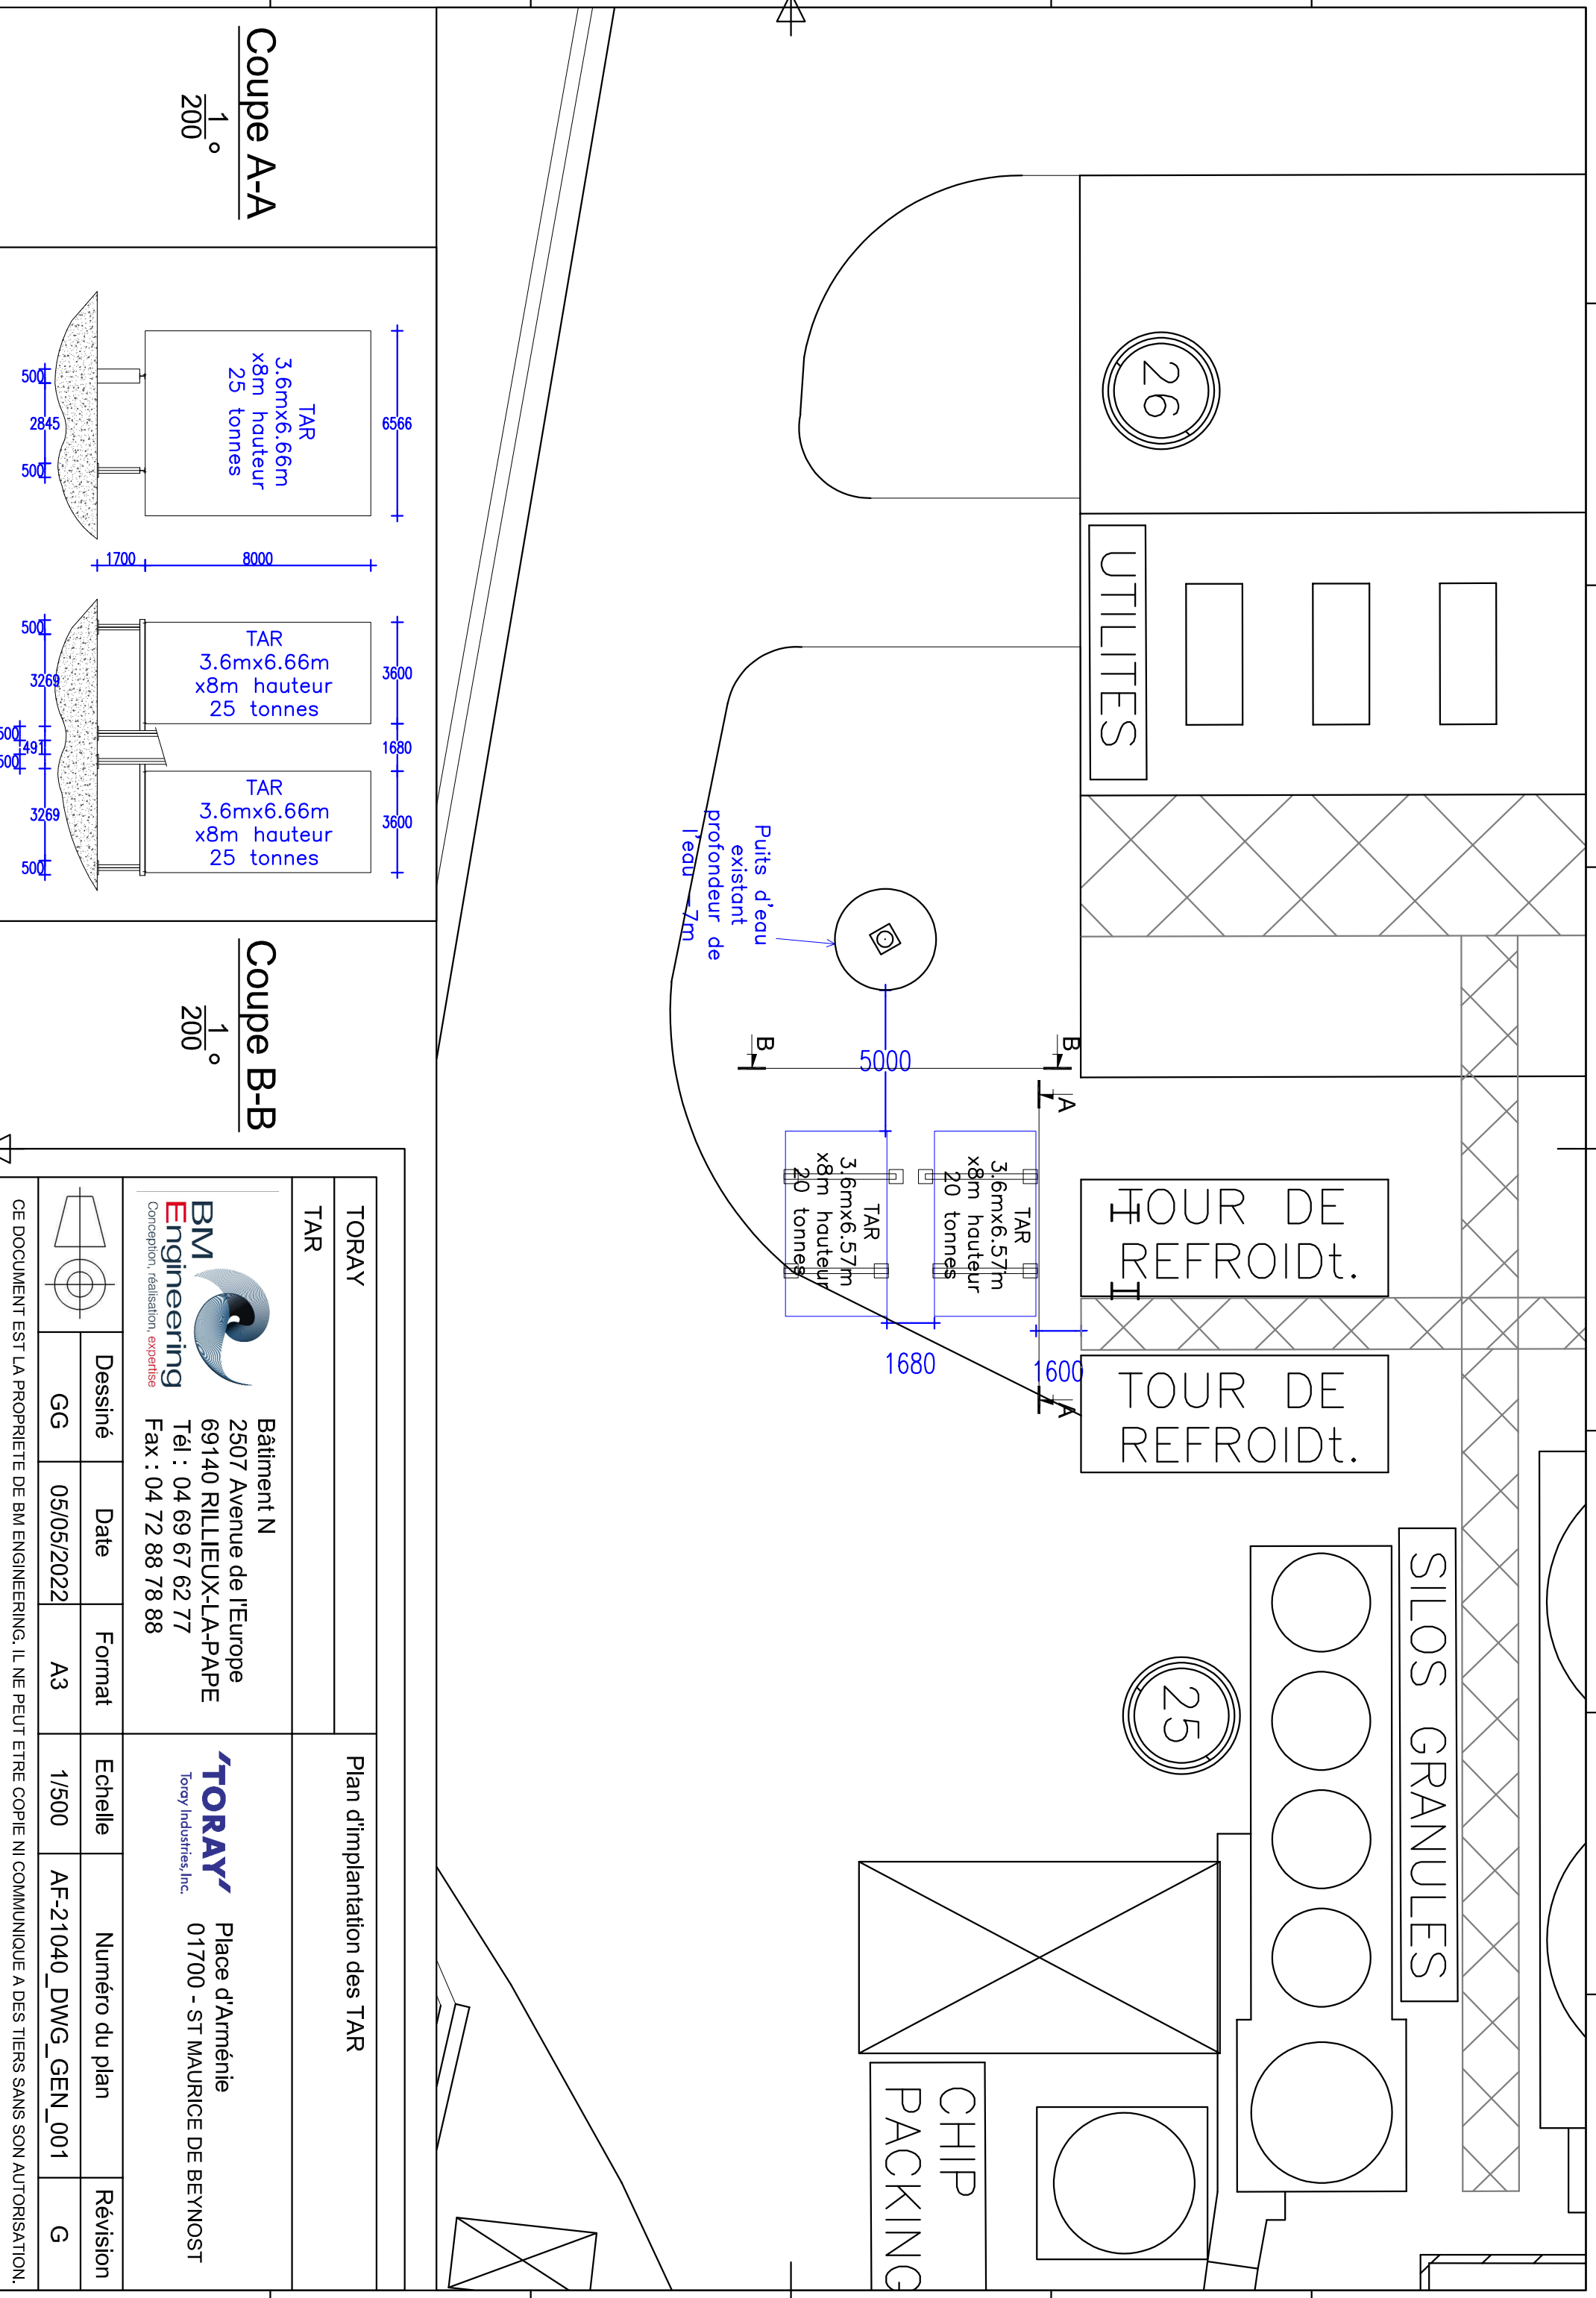 26
UTILITES
Puits d'eau
existant
profondeur de
l'eau -7m
5000
B
B
A
A
TAR
3.6mx6.57m
x8m hauteur
20 tonnes
TAR
3.6mx6.57m
x8m hauteur
20 tonnes
1680
1600
TOUR DE
REFROIDt.
TOUR DE
REFROIDt.
SILOS GRANULES
25
CHIP
PACKING
Coupe A-A
1
200
°
TAR
3.6mx6.66m
x8m hauteur
25 tonnes
6566
500
2845
500
1700
8000
TAR
3.6mx6.66m
x8m hauteur
25 tonnes
TAR
3.6mx6.66m
x8m hauteur
25 tonnes
3600
1680
3600
500
3269
500
491
500
3269
500
Coupe B-B
1
200
°
TORAY
TAR
Plan d'implantation des TAR
BM
Engineering
Conception, réalisation, expertise
Bâtiment N
2507 Avenue de l'Europe
69140 RILLIEUX-LA-PAPE
Tél : 04 69 67 62 77
Fax : 04 72 88 78 88
'TORAY'
Toray Industries, Inc.
Place d'Arménie
01700 - ST MAURICE DE BEYNOST
Dessiné Date Format Echelle Numéro du plan Révision
GG 05/05/2022 A3 1/500 AF-21040_DWG_GEN_001 G
CE DOCUMENT EST LA PROPRIETE DE BM ENGINEERING. IL NE PEUT ETRE COPIE NI COMMUNIQUE A DES TIERS SANS SON AUTORISATION.